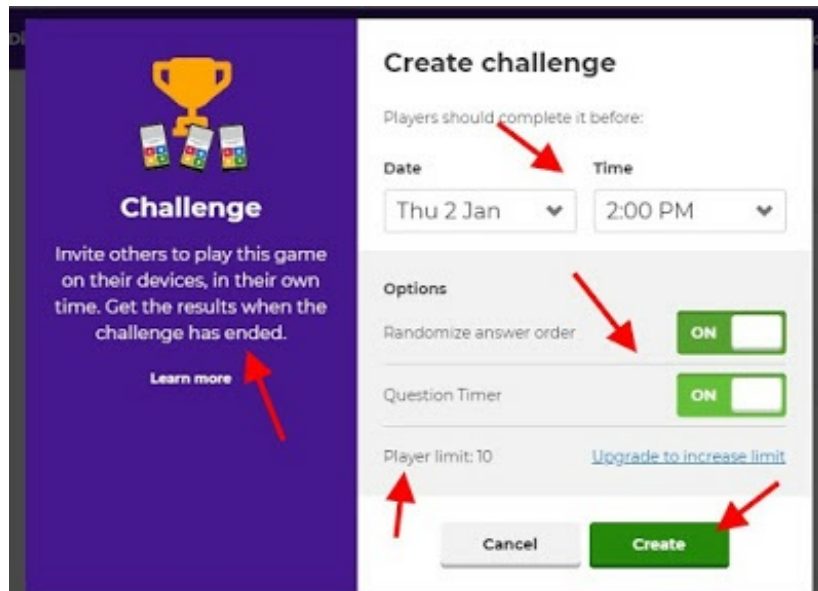 Challenge
Invite others to play this game
on their devices, in their own
time. Get the results when the
challenge has ended.
Learn more
Create challenge
Players should complete it before:
Date Time
Thu 2 Jan 2:00 PM
Options
Randomize answer order ON
Question Timer ON
Player limit: 10 Upgrade to increase limit
Cancel Create